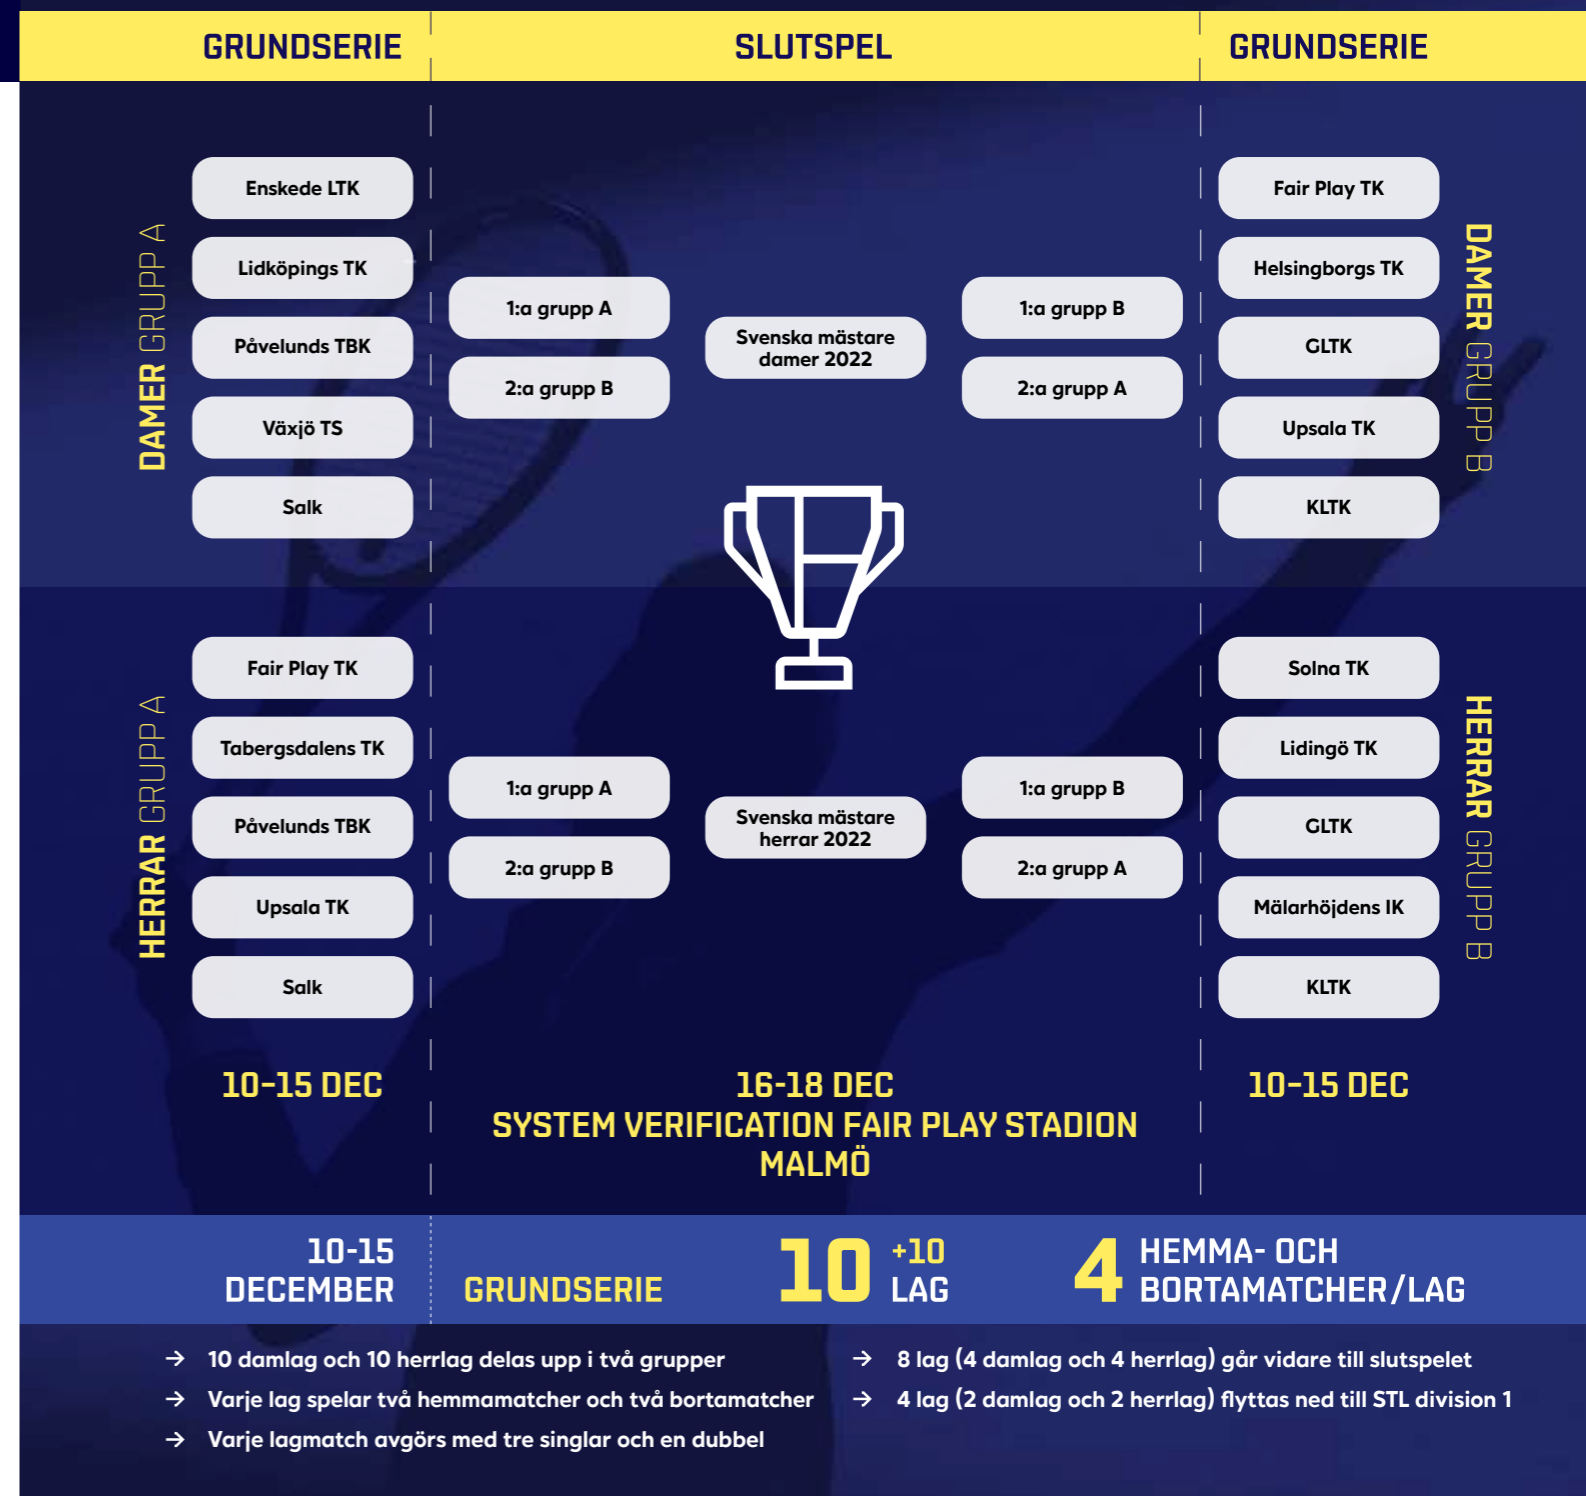 GRUNDSERIE
SLUTSPEL
GRUNDSERIE
DAMER GRUPP A
Enskede LTK
Lidköpings TK
Påvelunds TBK
Växjö TS
Salk
1:a grupp A
2:a grupp B
Svenska mästare
damer 2022
1:a grupp B
2:a grupp A
Fair Play TK
Helsingborgs TK
GLTK
Upsala TK
KLTK
DAMER GRUPP B
HERRAR GRUPP A
Fair Play TK
Tabergsdalens TK
Påvelunds TBK
Upsala TK
Salk
1:a grupp A
2:a grupp B
Svenska mästare
herrar 2022
1:a grupp B
2:a grupp A
Solna TK
Lidingö TK
GLTK
Mälarhöjdens IK
KLTK
HERRAR GRUPP B
10-15 DEC
16-18 DEC
SYSTEM VERIFICATION FAIR PLAY STADION
MALMÖ
10-15 DEC
10-15
DECEMBER
GRUNDSERIE
10 +10
LAG
4 HEMMA- OCH
BORTAMATCHER/LAG
→ 10 damlag och 10 herrlag delas upp i två grupper
→ Varje lag spelar två hemmamatcher och två bortamatcher
→ Varje lagmatch avgörs med tre singlar och en dubbel
→ 8 lag (4 damlag och 4 herrlag) går vidare till slutspelet
→ 4 lag (2 damlag och 2 herrlag) flyttas ned till STL division 1